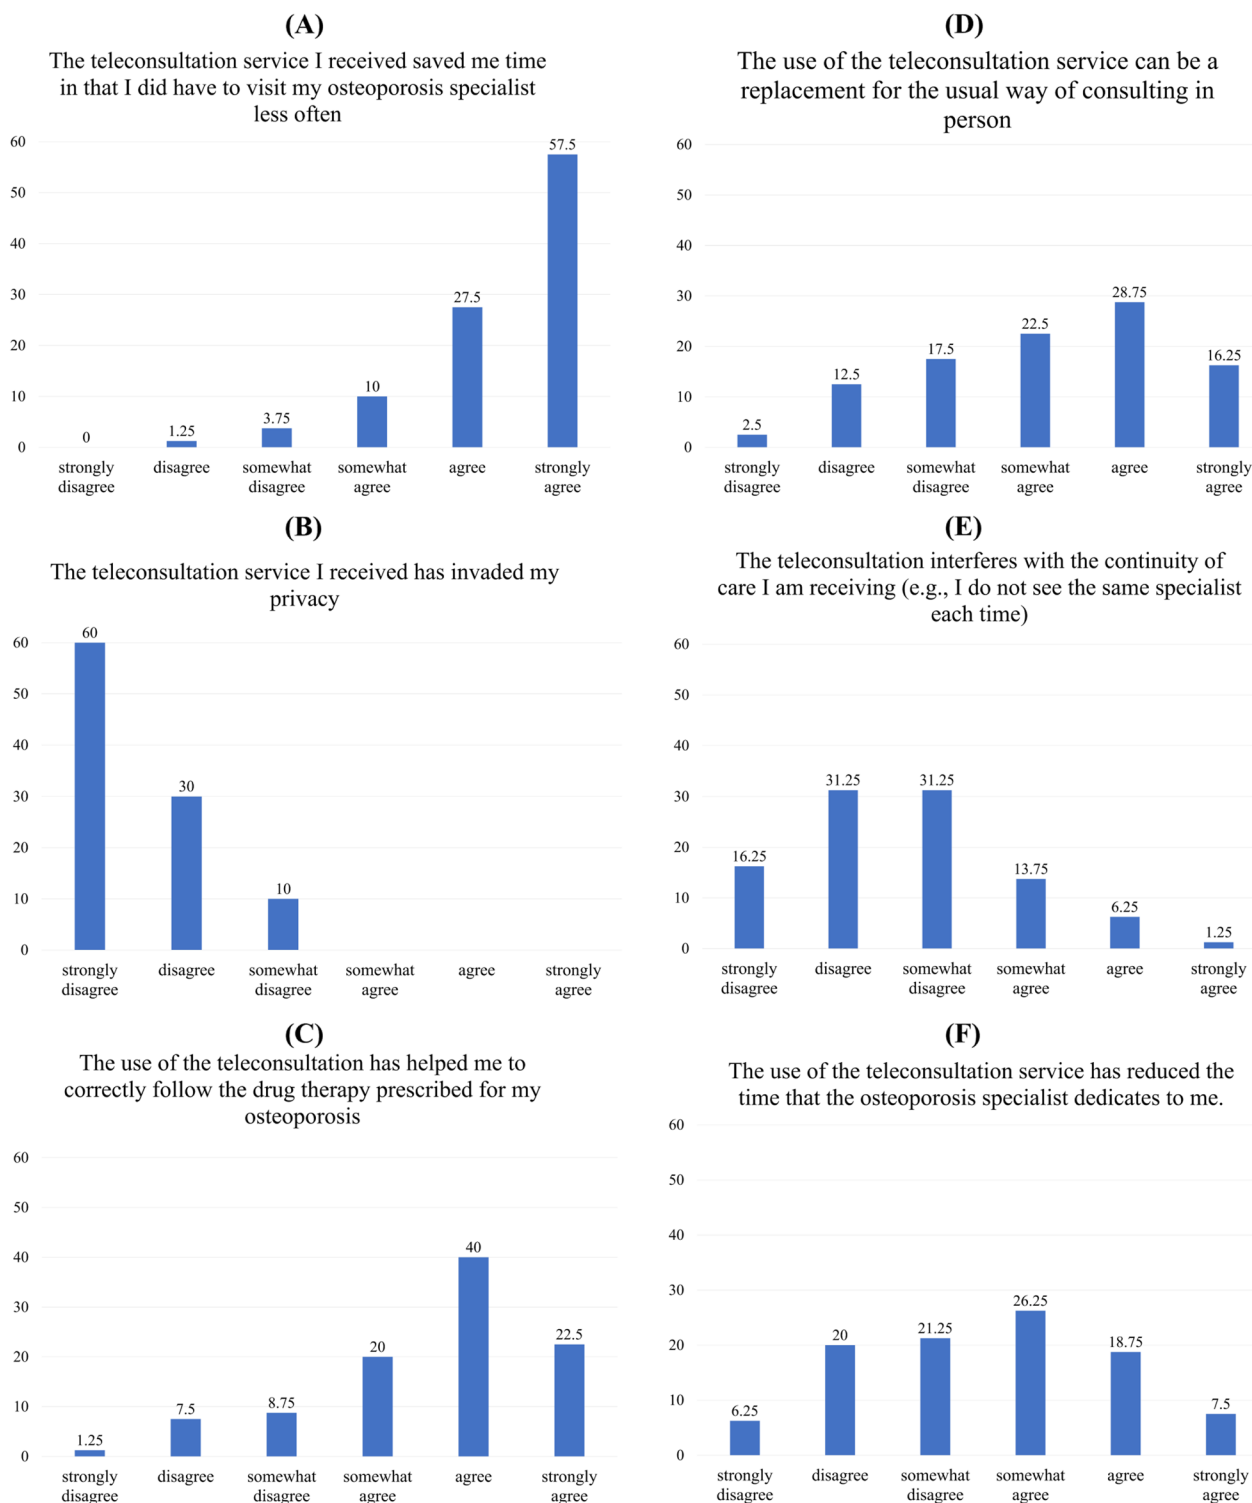 (A)
The teleconsultation service I received saved me time
in that I did have to visit my osteoporosis specialist
less often
60
50
40
30
20
10
0
0
1.25
3.75
10
27.5
57.5
strongly disagree somewhat somewhat agree strongly
disagree disagree agree agree
(B)
The teleconsultation service I received has invaded my
privacy
60
50
40
30
20
10
0
60
30
10
strongly disagree somewhat somewhat agree strongly
disagree disagree agree agree
(C)
The use of the teleconsultation has helped me to
correctly follow the drug therapy prescribed for my
osteoporosis
60
50
40
30
20
10
0
1.25
7.5
8.75
20
40
22.5
strongly disagree somewhat somewhat agree strongly
disagree disagree agree agree
(D)
The use of the teleconsultation service can be a
replacement for the usual way of consulting in
person
60
50
40
30
20
10
0
2.5
12.5
17.5
22.5
28.75
16.25
strongly disagree somewhat somewhat agree strongly
disagree disagree agree agree
(E)
The teleconsultation interferes with the continuity of
care I am receiving (e.g., I do not see the same specialist
each time)
60
50
40
30
20
10
0
16.25
31.25
31.25
13.75
6.25
1.25
strongly disagree somewhat somewhat agree strongly
disagree disagree agree agree
(F)
The use of the teleconsultation service has reduced the
time that the osteoporosis specialist dedicates to me.
60
50
40
30
20
10
0
6.25
20
21.25
26.25
18.75
7.5
strongly disagree somewhat somewhat agree strongly
disagree disagree agree agree